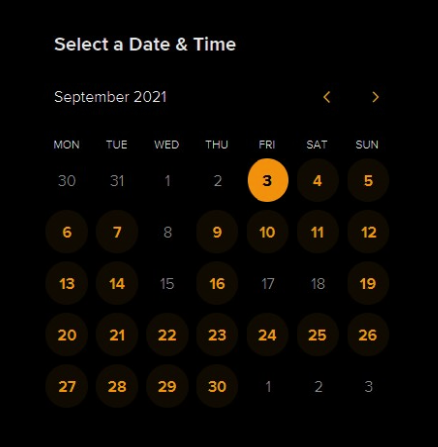 Select a Date & Time
September 2021
MON TUE WED THU FRI SAT SUN
30 31 1 2 3 4 5
6 7 8 9 10 11 12
13 14 15 16 17 18 19
20 21 22 23 24 25 26
27 28 29 30 1 2 3